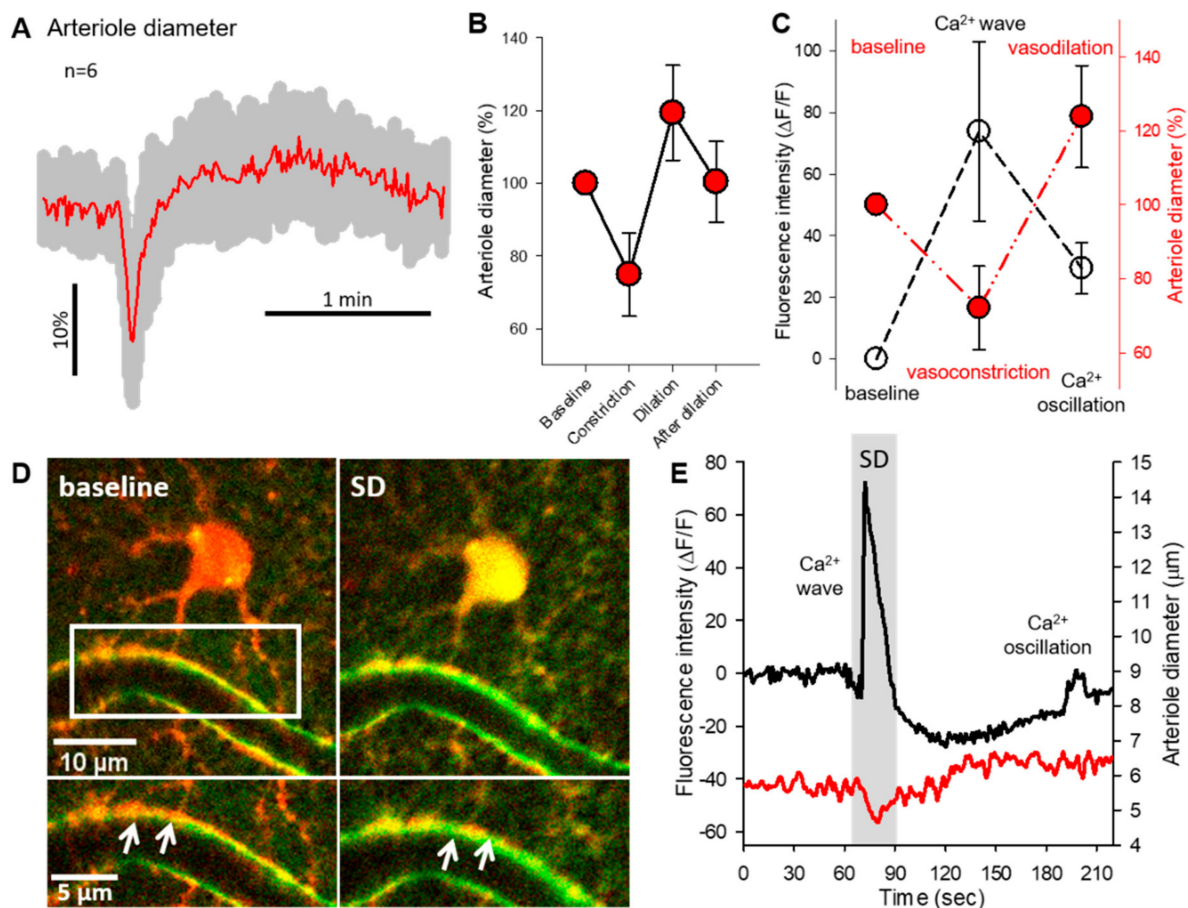 A Arteriole diameter
n=6
10%
1 min
B
Arteriole diameter (%)
140
120
100
80
60
Baseline
Constriction
Dilation
After dilation
C
Ca²⁺ wave
baseline
vasodilation
Fluorescence intensity (ΔF/F)
100
80
60
40
20
0
Arteriole diameter (%)
140
120
100
80
60
vasoconstriction
baseline
Ca²⁺
oscillation
D
baseline
SD
10 µm
5 µm
E
SD
Fluorescence intensity (ΔF/F)
80
60
40
20
0
-20
-40
-60
Ca²⁺
wave
Ca²⁺
oscillation
Arteriole diameter (µm)
15
14
13
12
11
10
9
8
7
6
5
4
0 30 60 90 120 150 180 210
Time (sec)